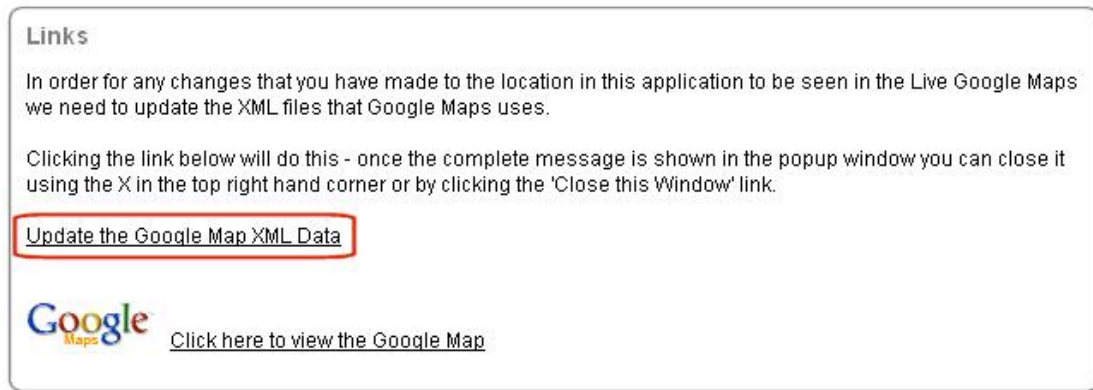 Links
In order for any changes that you have made to the location in this application to be seen in the Live Google Maps
we need to update the XML files that Google Maps uses.
Clicking the link below will do this - once the complete message is shown in the popup window you can close it
using the X in the top right hand corner or by clicking the 'Close this Window' link.
Update the Google Map XML Data
Google
Maps
Click here to view the Google Map